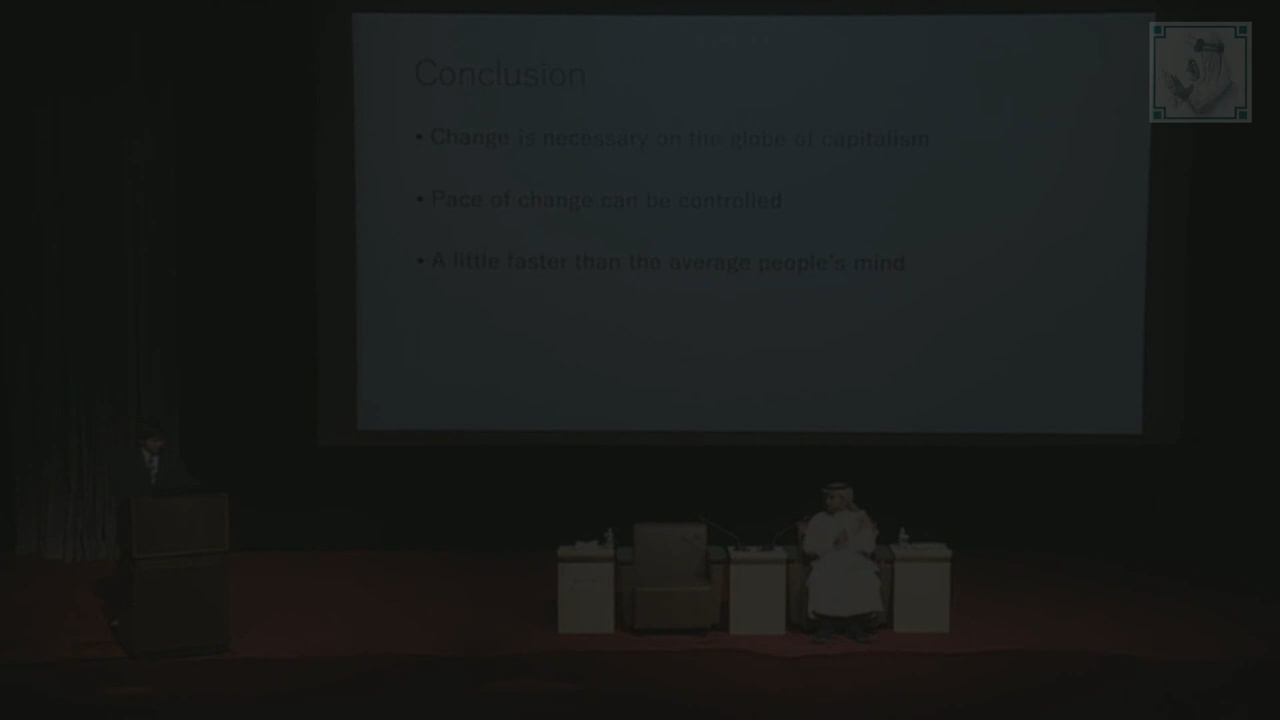 Conclusion
• Change is necessary on the globe of capitalism
• Pace of change can be controlled
• A little faster than the average people's mind